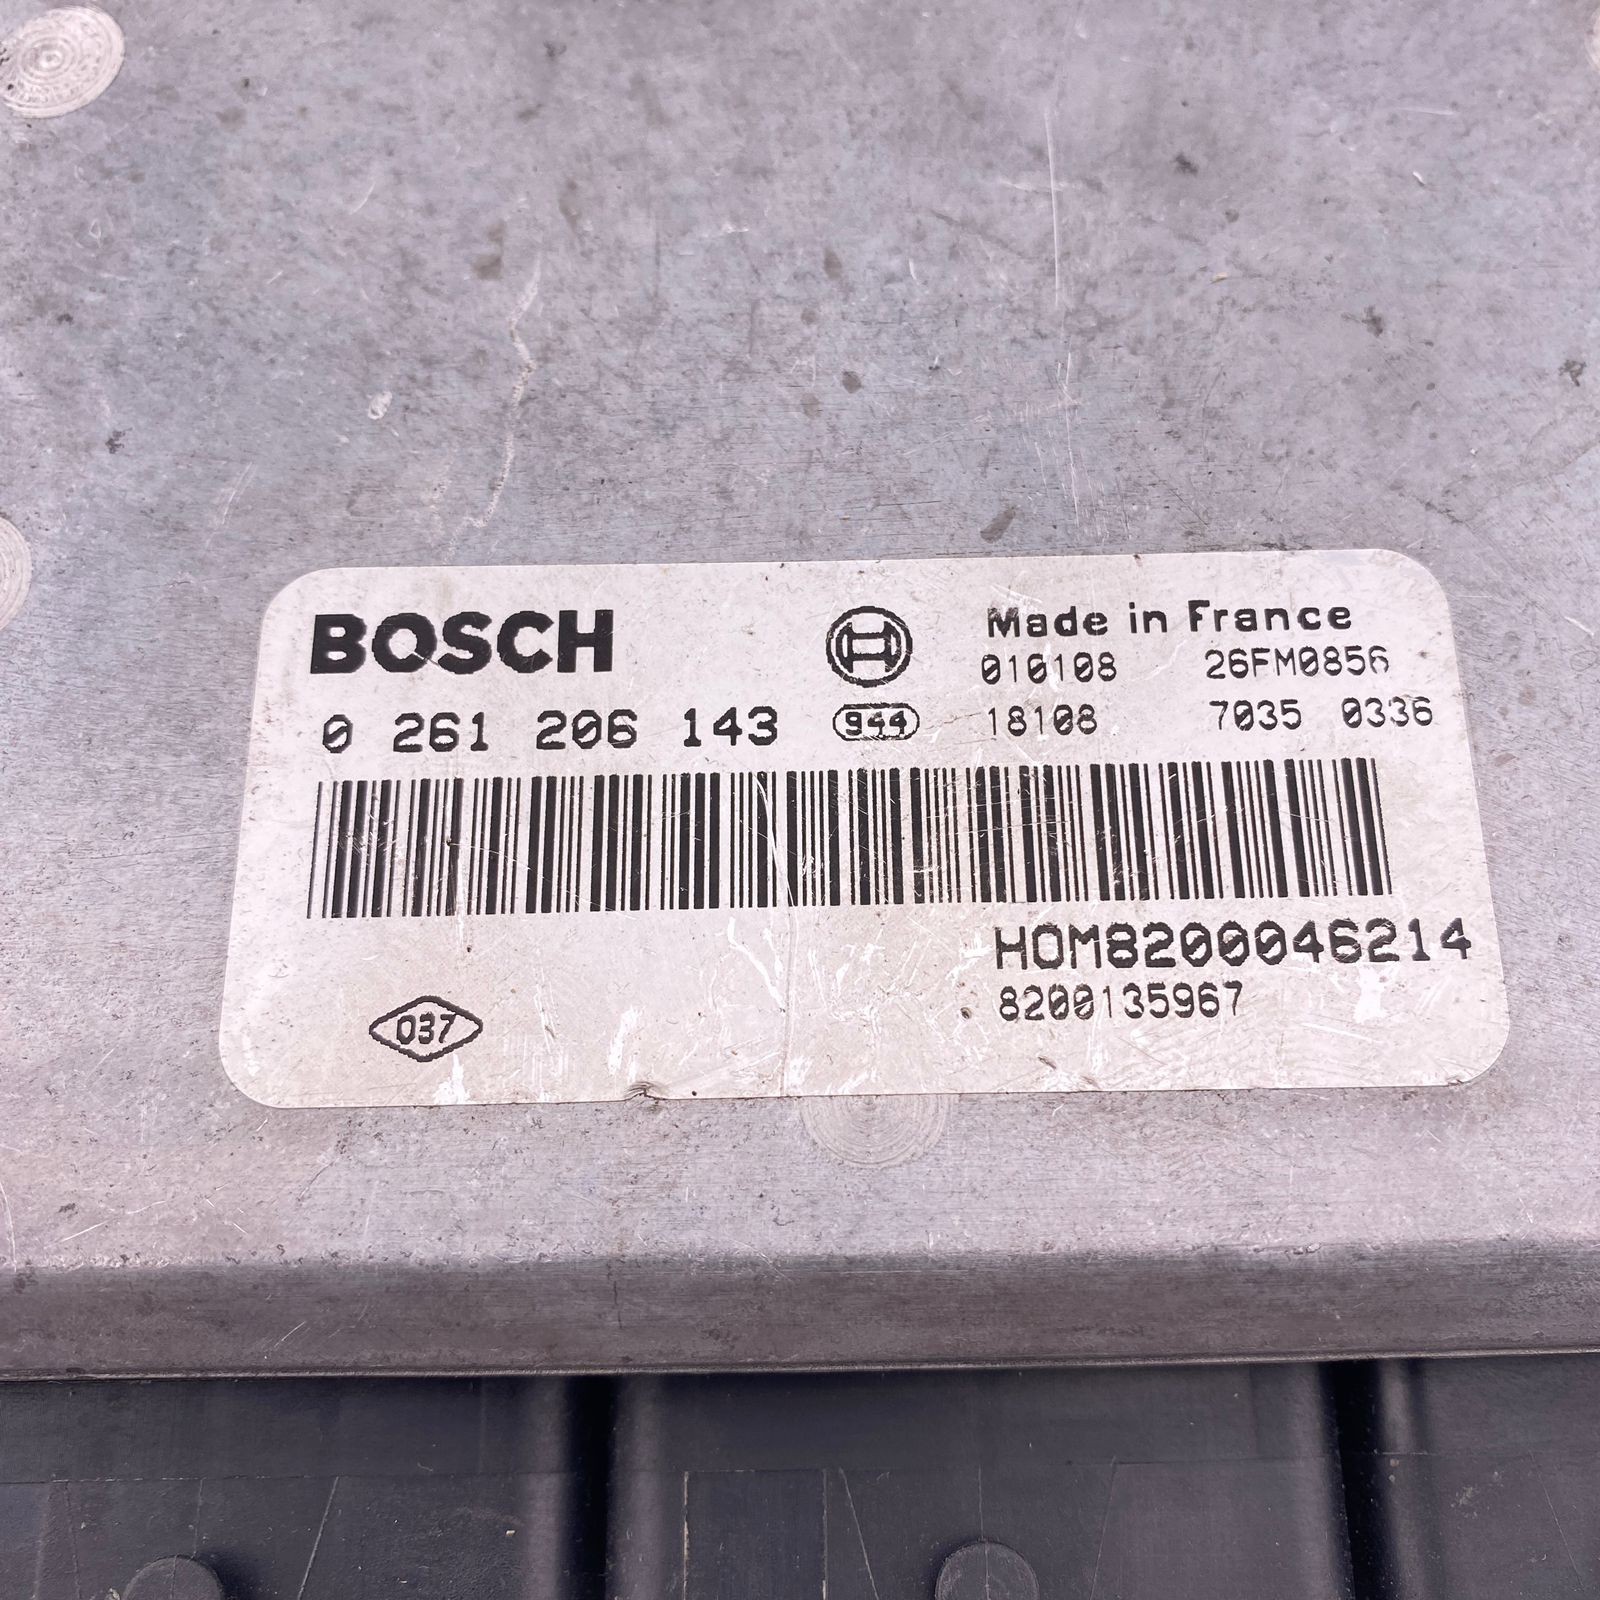 BOSCH
Made in France
010108 26FM0856
0 261 206 143 944 18108 7035 0336
HOM8200046214
8200135967
037